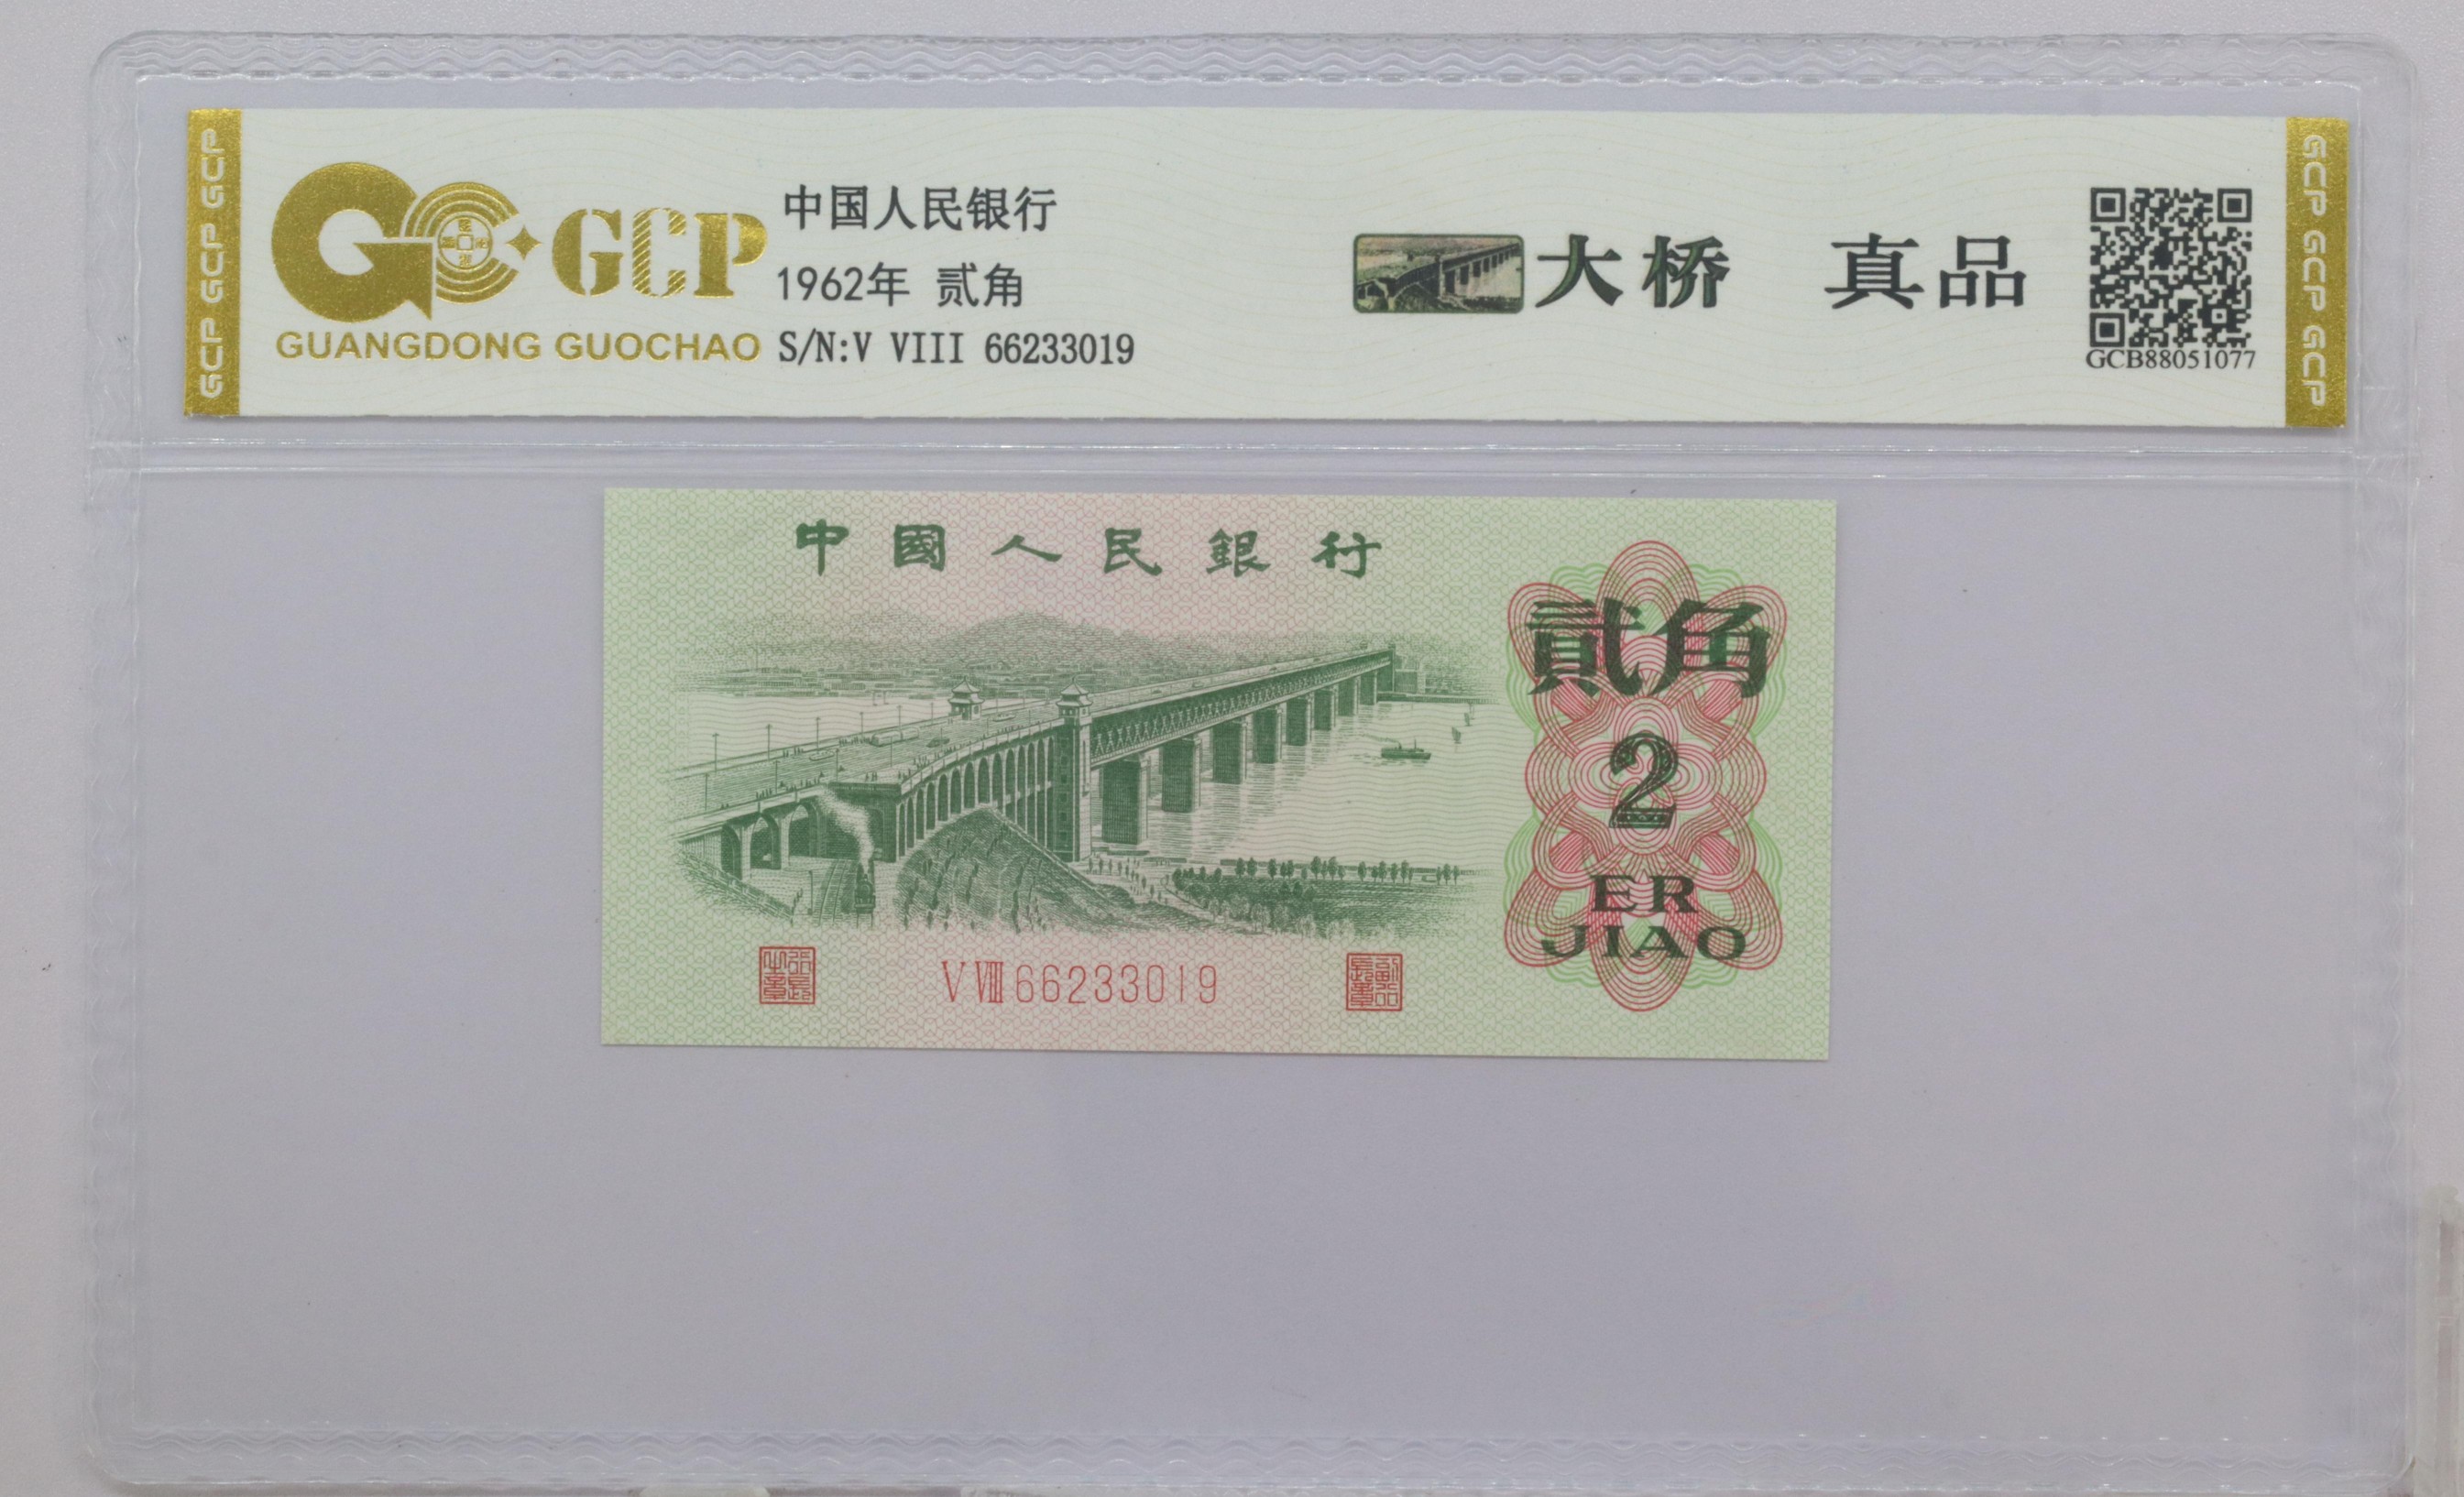 GCP GCP GCP
GCP
GUANGDONG GUOCHAO
中国人民银行
1962年 贰角
S/N:V VIII 66233019
大桥 真品
GCB88051077
GCP GCP GCP
中國人民銀行
貳角
2
ER
JIAO
V VIII 66233019